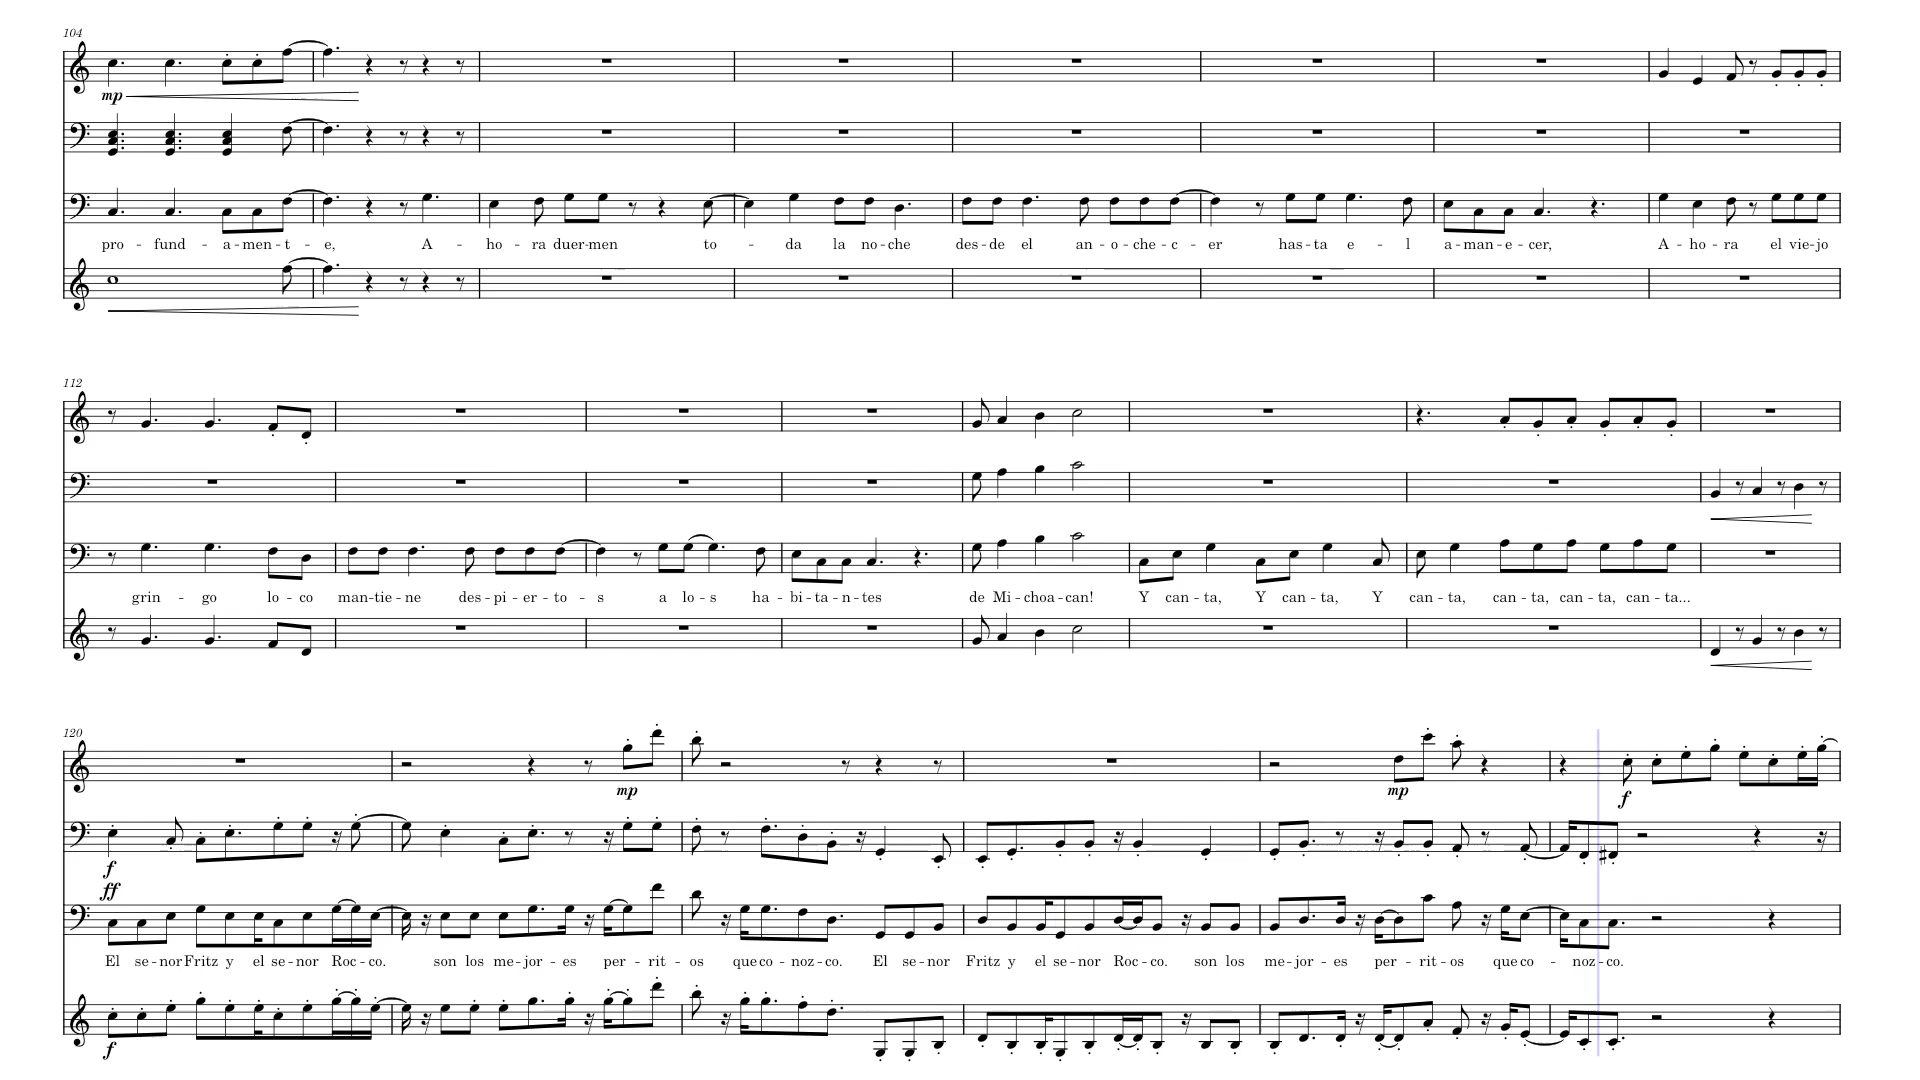 104
mp
pro - fund - a - men - t - e, A - ho - ra duer - men to - da la no - che des - de el an - o - che - c - er has - ta e - l a - man - e - cer, A - ho - ra el vie - jo
112
grin - go lo - co man - tie - ne des - pi - er - to - s a lo - s ha - bi - ta - n - tes de Mi - choa - can! Y can - ta, Y can - ta, Y can - ta, can - ta, can - ta, can - ta...
120
mp mp f
f
ff
El se - nor Fritz y el se - nor Roc - co. son los me - jor - es per - rit - os que co - noz - co. El se - nor Fritz y el se - nor Roc - co. son los me - jor - es per - rit - os que co - noz - co.
f